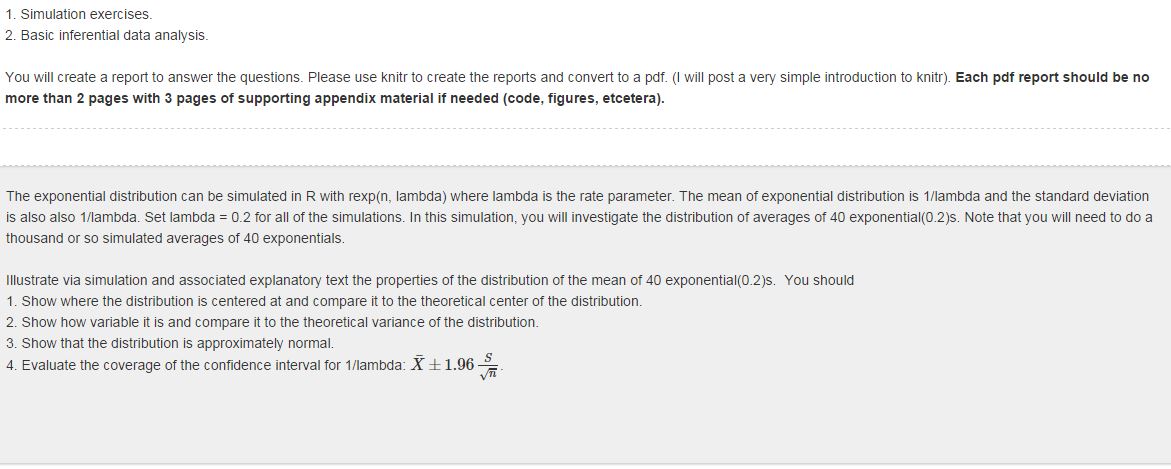 1. Simulation exercises.
2. Basic inferential data analysis.
You will create a report to answer the questions. Please use knitr to create the reports and convert to a pdf. (I will post a very simple introduction to knitr). Each pdf report should be no
more than 2 pages with 3 pages of supporting appendix material if needed (code, figures, etcetera).
The exponential distribution can be simulated in R with rexp(n, lambda) where lambda is the rate parameter. The mean of exponential distribution is 1/lambda and the standard deviation
is also also 1/lambda. Set lambda = 0.2 for all of the simulations. In this simulation, you will investigate the distribution of averages of 40 exponential(0.2)s. Note that you will need to do a
thousand or so simulated averages of 40 exponentials.
Illustrate via simulation and associated explanatory text the properties of the distribution of the mean of 40 exponential(0.2)s. You should
1. Show where the distribution is centered at and compare it to the theoretical center of the distribution.
2. Show how variable it is and compare it to the theoretical variance of the distribution.
3. Show that the distribution is approximately normal.
4. Evaluate the coverage of the confidence interval for 1/lambda: X̄ ± 1.96 S/√n.